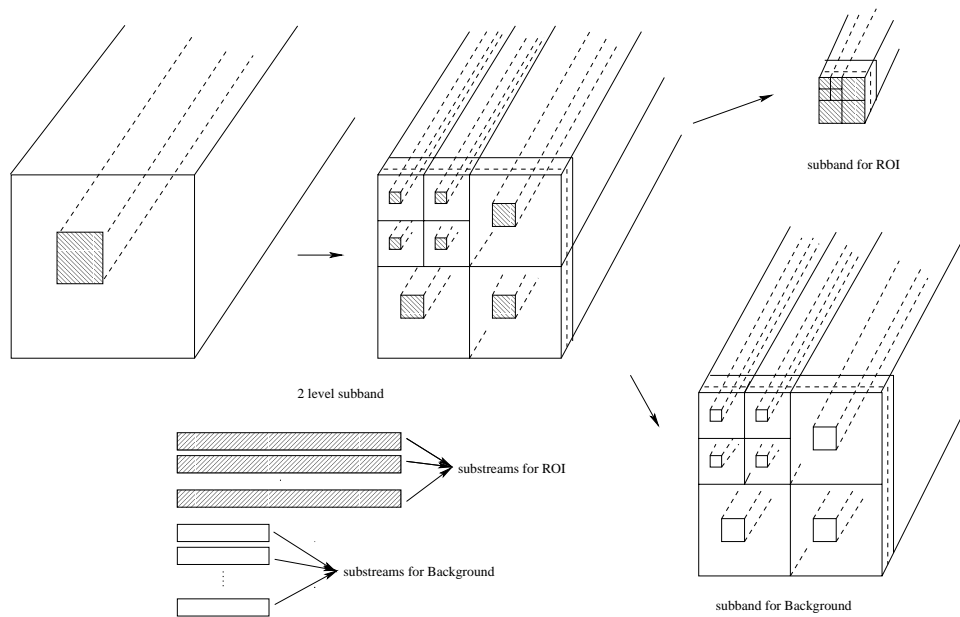 subband for ROI
2 level subband
substreams for ROI
substreams for Background
subband for Background